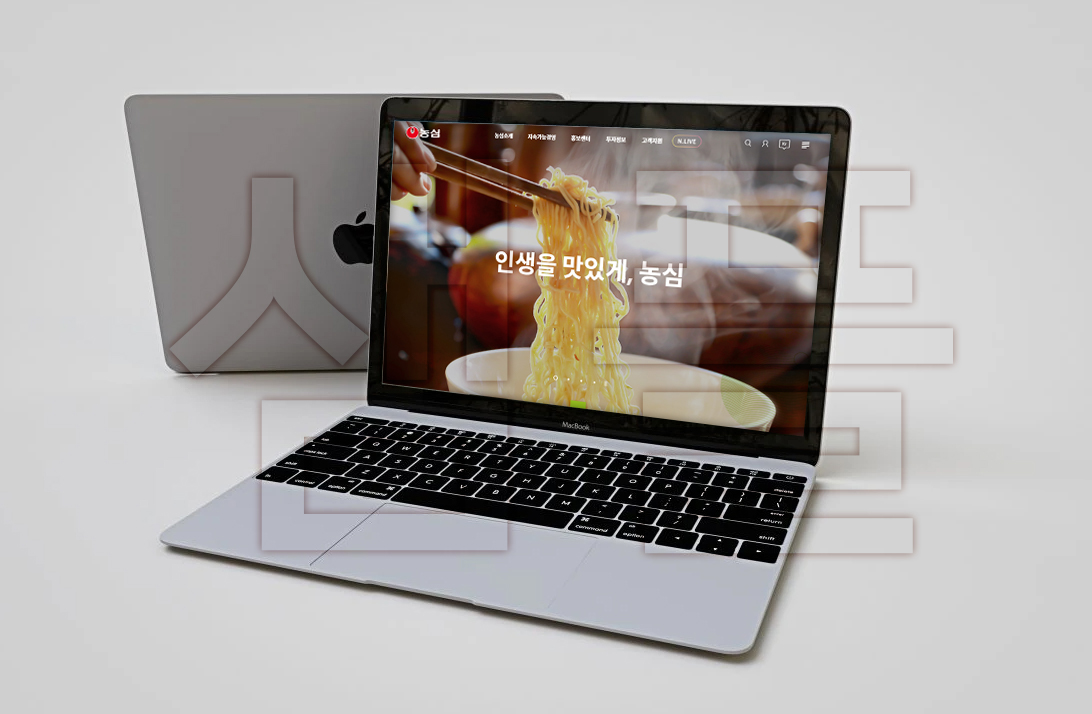 농심
농심소개 지속가능경영 홍보센터 투자정보 고객지원 N.LIVE
인생을 맛있게, 농심
MacBook
샘플
esc
tab
caps lock
shift
fn control option command
Q W E R T Y U I O P
A S D F G H J K L
Z X C V B N M
command option
delete
return
shift